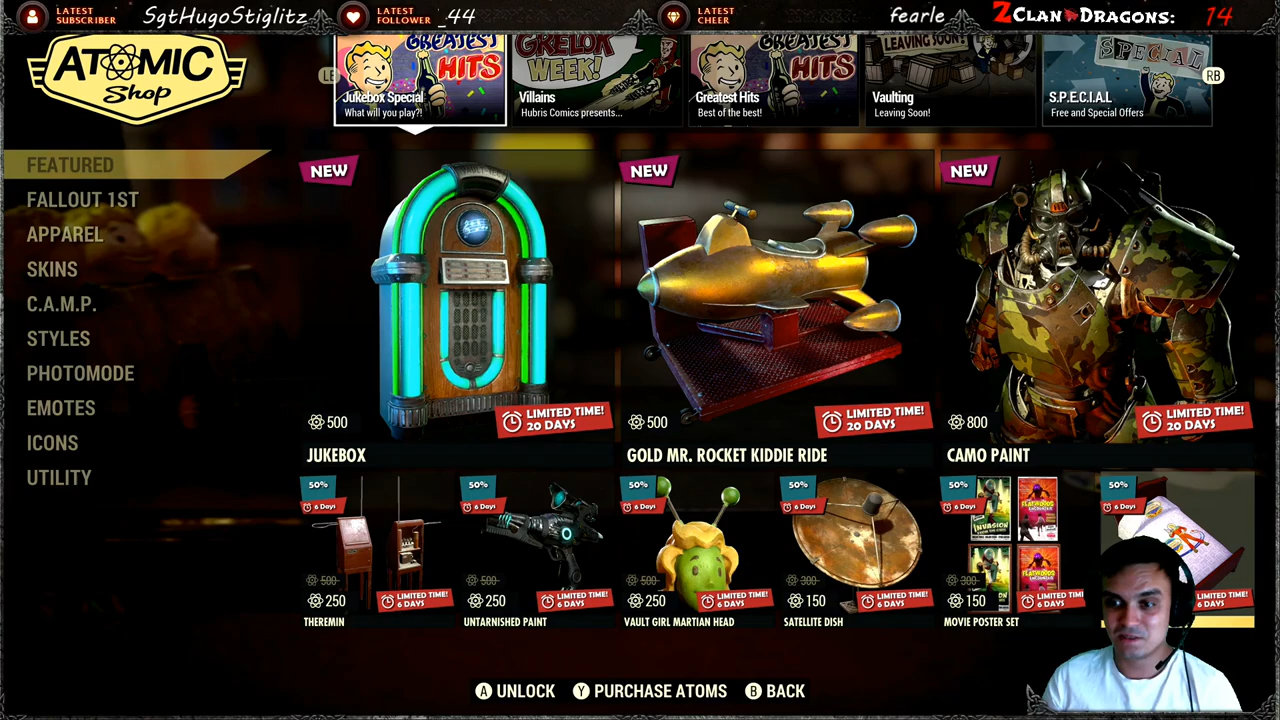 LATEST SUBSCRIBER
SgtHugoStiglitz
LATEST FOLLOWER
_44
LATEST CHEER
fearle
ZCLAN DRAGONS:
14
ATOMIC
Shop
GREATEST HITS
Jukebox Special
What will you play?!
GRELOK WEEK!
Villains
Hubris Comics presents...
GREATEST HITS
Greatest Hits
Best of the best!
LEAVING SOON!
Vaulting
Leaving Soon!
SPECIAL
S.P.E.C.I.A.L
Free and Special Offers
RB
FEATURED
FALLOUT 1ST
APPAREL
SKINS
C.A.M.P.
STYLES
PHOTOMODE
EMOTES
ICONS
UTILITY
NEW
500
LIMITED TIME!
20 DAYS
JUKEBOX
NEW
500
LIMITED TIME!
20 DAYS
GOLD MR. ROCKET KIDDIE RIDE
NEW
800
LIMITED TIME!
20 DAYS
CAMO PAINT
50%
6 Days
500
250
LIMITED TIME!
6 DAYS
THEREMIN
50%
6 Days
500
250
LIMITED TIME!
6 DAYS
UNTARNISHED PAINT
50%
6 Days
500
250
LIMITED TIME!
6 DAYS
VAULT GIRL MARTIAN HEAD
50%
6 Days
300
150
LIMITED TIME!
6 DAYS
SATELLITE DISH
50%
6 Days
INVASION
FLATWOODS
300
150
LIMITED TIME!
6 DAYS
MOVIE POSTER SET
50%
6 Days
LIMITED TIME!
6 DAYS
A UNLOCK
Y PURCHASE ATOMS
B BACK